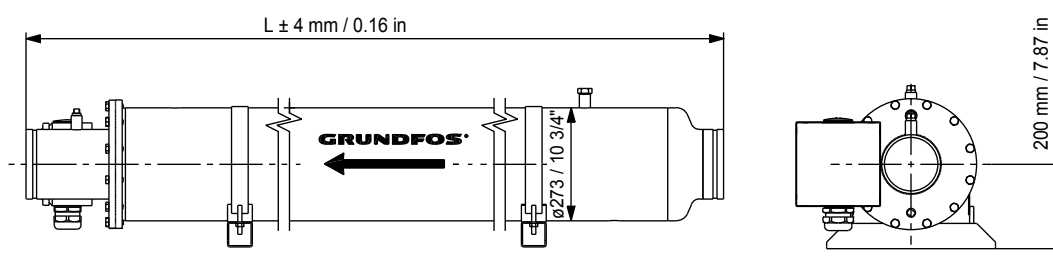 L ± 4 mm / 0.16 in
200 mm / 7.87 in
GRUNDFOS
ø273 / 10 3/4"